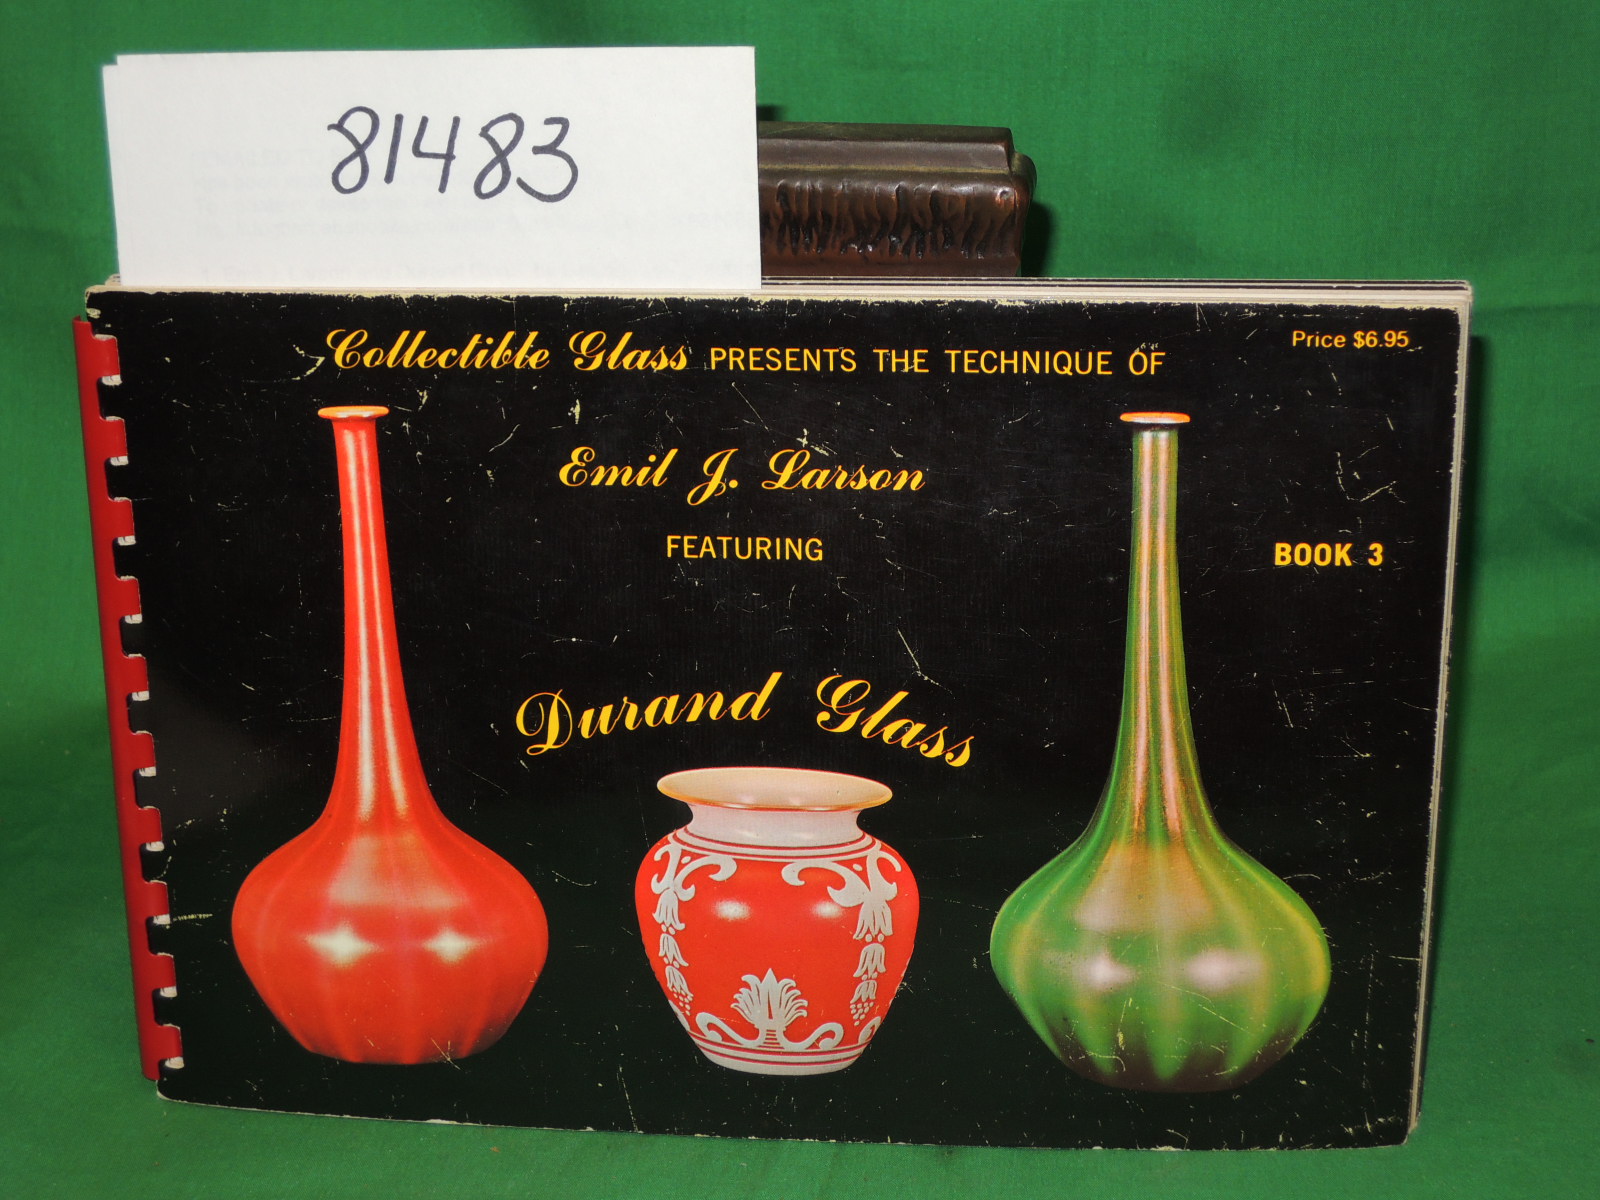 81483
Collectible Glass PRESENTS THE TECHNIQUE OF
Price $6.95
Emil J. Larson
FEATURING
BOOK 3
Durand Glass